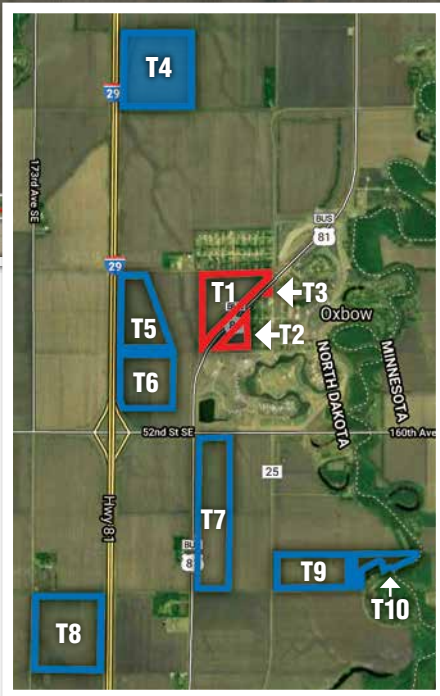 T4
29
173rd Ave SE
BUS
81
29
T1
T3
Oxbow
T2
T5
T6
NORTH DAKOTA
MINNESOTA
52nd St SE
160th Ave
25
Hwy 81
T7
BUS
T9
T10
T8